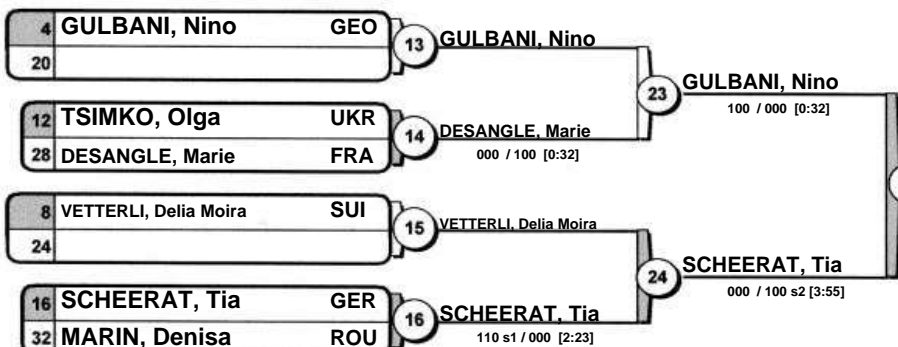 4 GULBANI, Nino GEO
20
13 GULBANI, Nino
12 TSIMKO, Olga UKR
28 DESANGLE, Marie FRA
14 DESANGLE, Marie
000 / 100 [0:32]
23 GULBANI, Nino
100 / 000 [0:32]
8 VETTERLI, Delia Moira SUI
24
15 VETTERLI, Delia Moira
16 SCHEERAT, Tia GER
32 MARIN, Denisa ROU
16 SCHEERAT, Tia
110 s1 / 000 [2:23]
24 SCHEERAT, Tia
000 / 100 s2 [3:55]